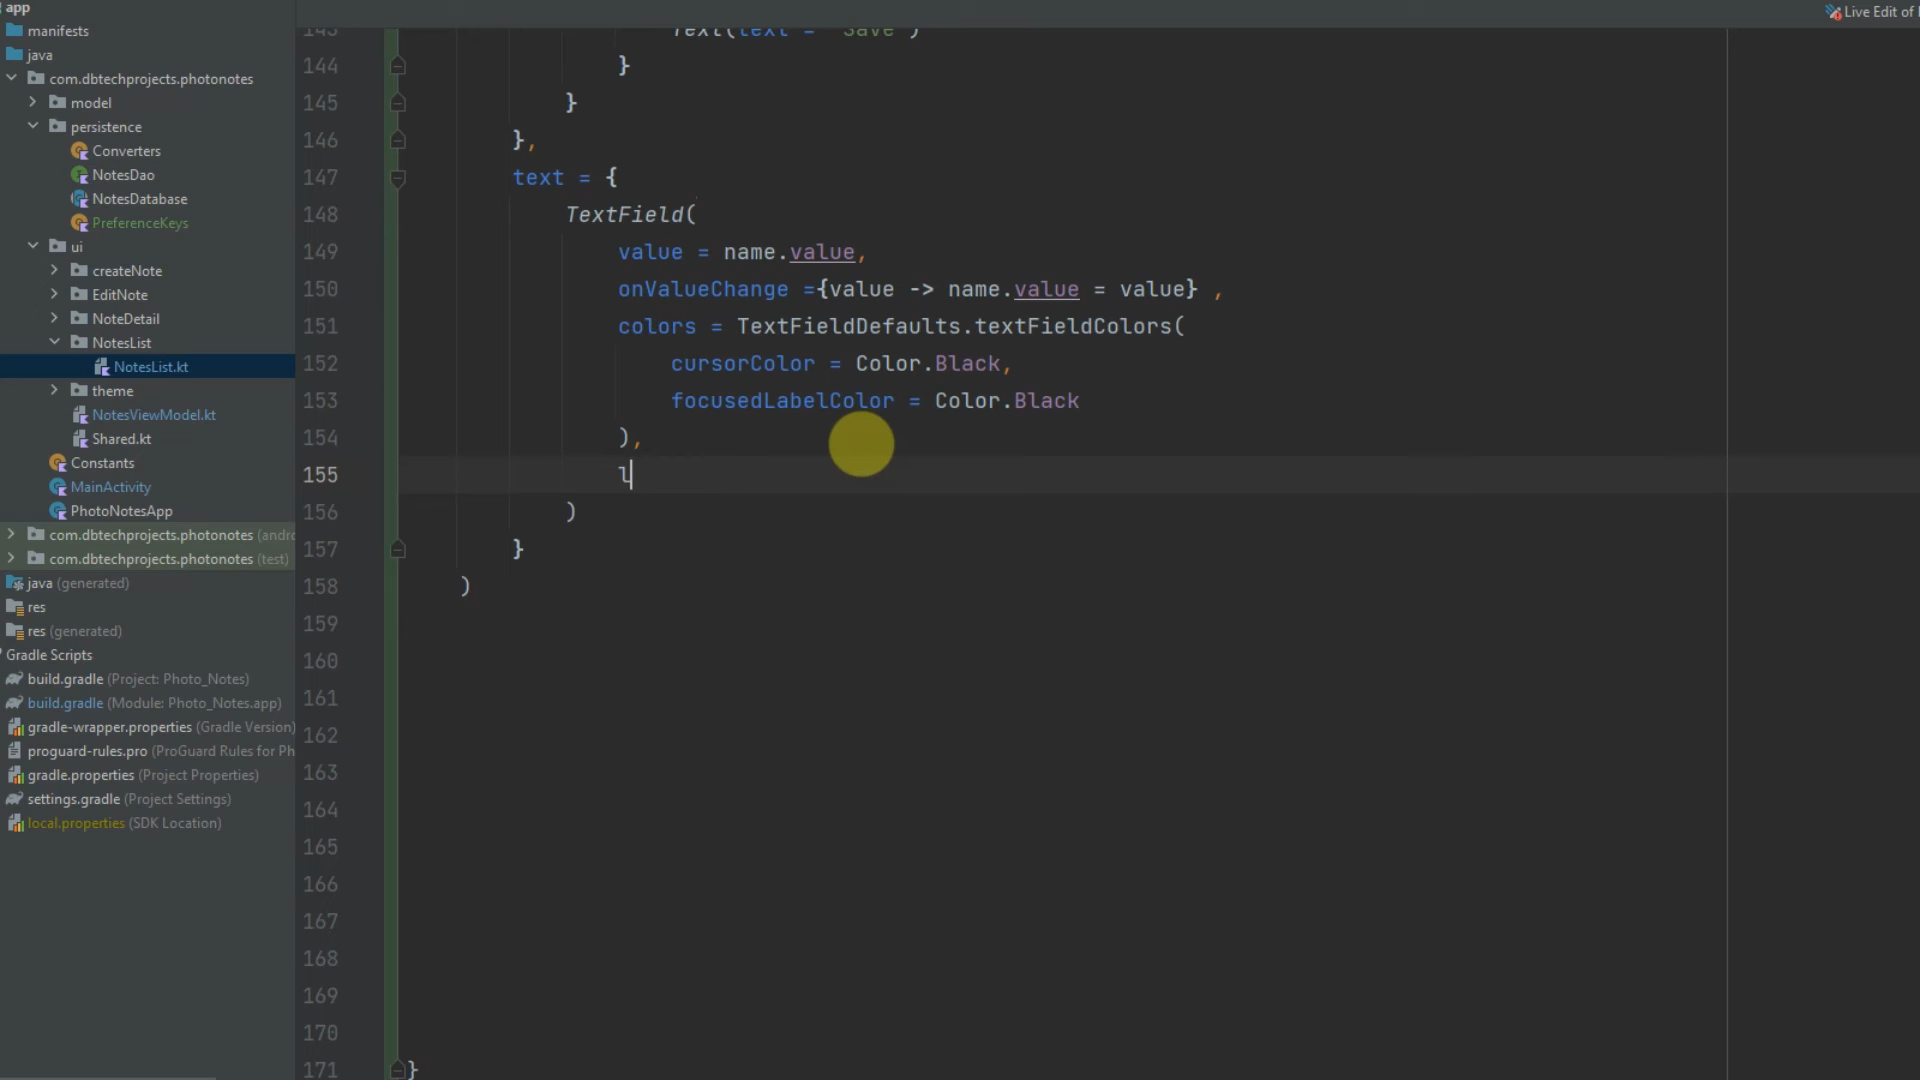 app
Live Edit of
manifests
java
com.dbtechprojects.photonotes
model
persistence
Converters
NotesDao
NotesDatabase
PreferenceKeys
ui
createNote
EditNote
NoteDetail
NotesList
NotesList.kt
theme
NotesViewModel.kt
Shared.kt
Constants
MainActivity
PhotoNotesApp
com.dbtechprojects.photonotes (andro
com.dbtechprojects.photonotes (test)
java (generated)
res
res (generated)
Gradle Scripts
build.gradle (Project: Photo_Notes)
build.gradle (Module: Photo_Notes.app)
gradle-wrapper.properties (Gradle Version)
proguard-rules.pro (ProGuard Rules for Ph
gradle.properties (Project Properties)
settings.gradle (Project Settings)
local.properties (SDK Location)
143 Text(text = "Save")
144 }
145 }
146 },
147 text = {
148 TextField(
149 value = name.value,
150 onValueChange ={value -> name.value = value} ,
151 colors = TextFieldDefaults.textFieldColors(
152 cursorColor = Color.Black,
153 focusedLabelColor = Color.Black
154 ),
155 l
156 )
157 }
158 )
159
160
161
162
163
164
165
166
167
168
169
170
171 }